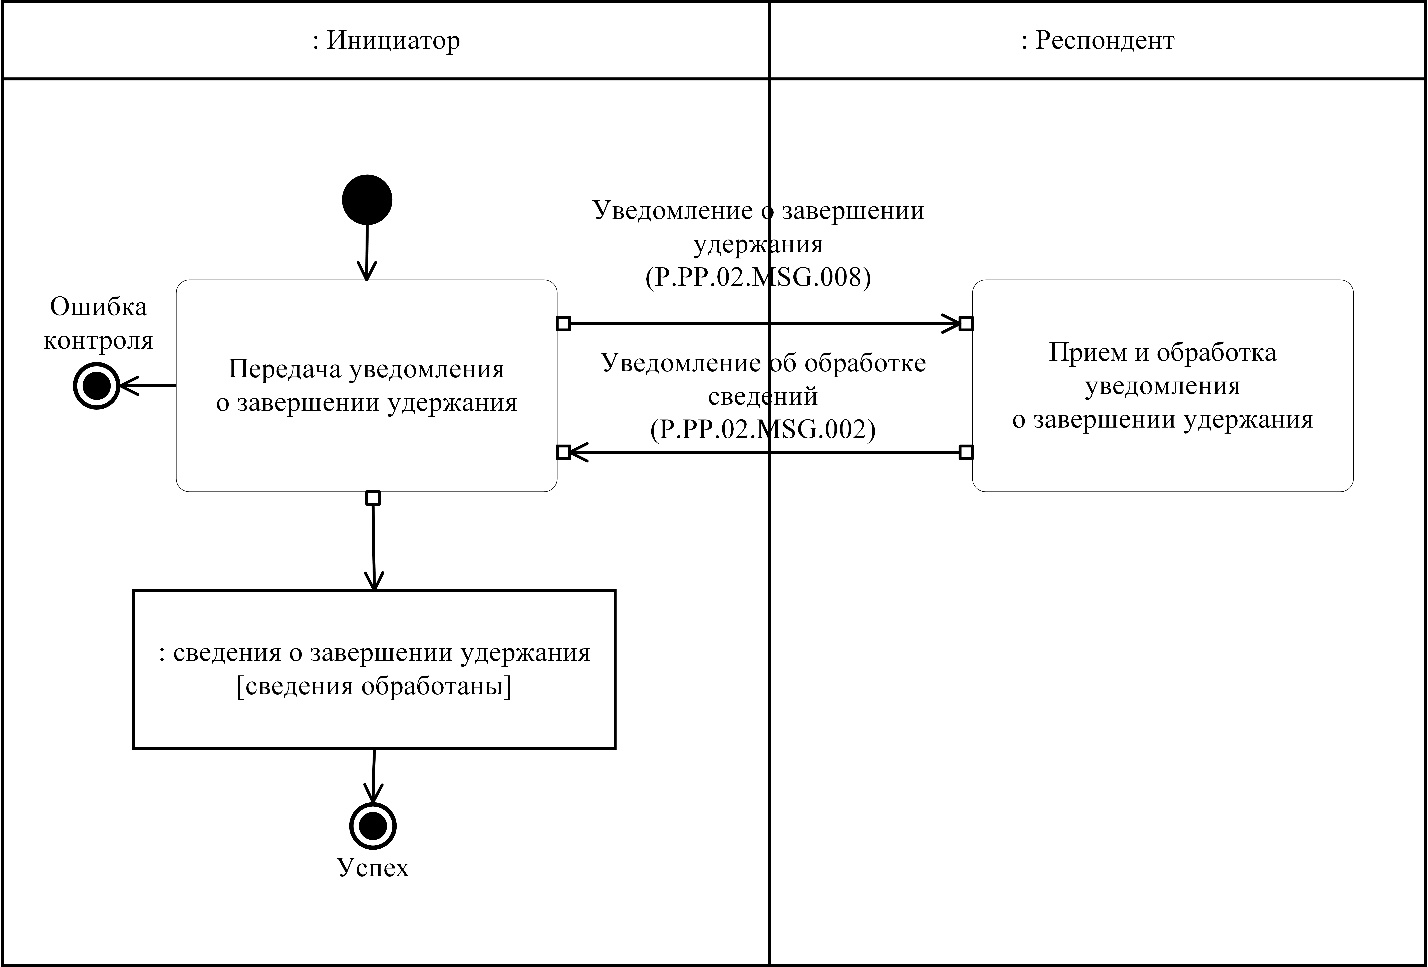 : Инициатор
: Респондент
Уведомление о завершении
удержания
(P.PP.02.MSG.008)
Ошибка
контроля
Передача уведомления
о завершении удержания
Уведомление об обработке
сведений
(P.PP.02.MSG.002)
Прием и обработка
уведомления
о завершении удержания
: сведения о завершении удержания
[сведения обработаны]
Успех